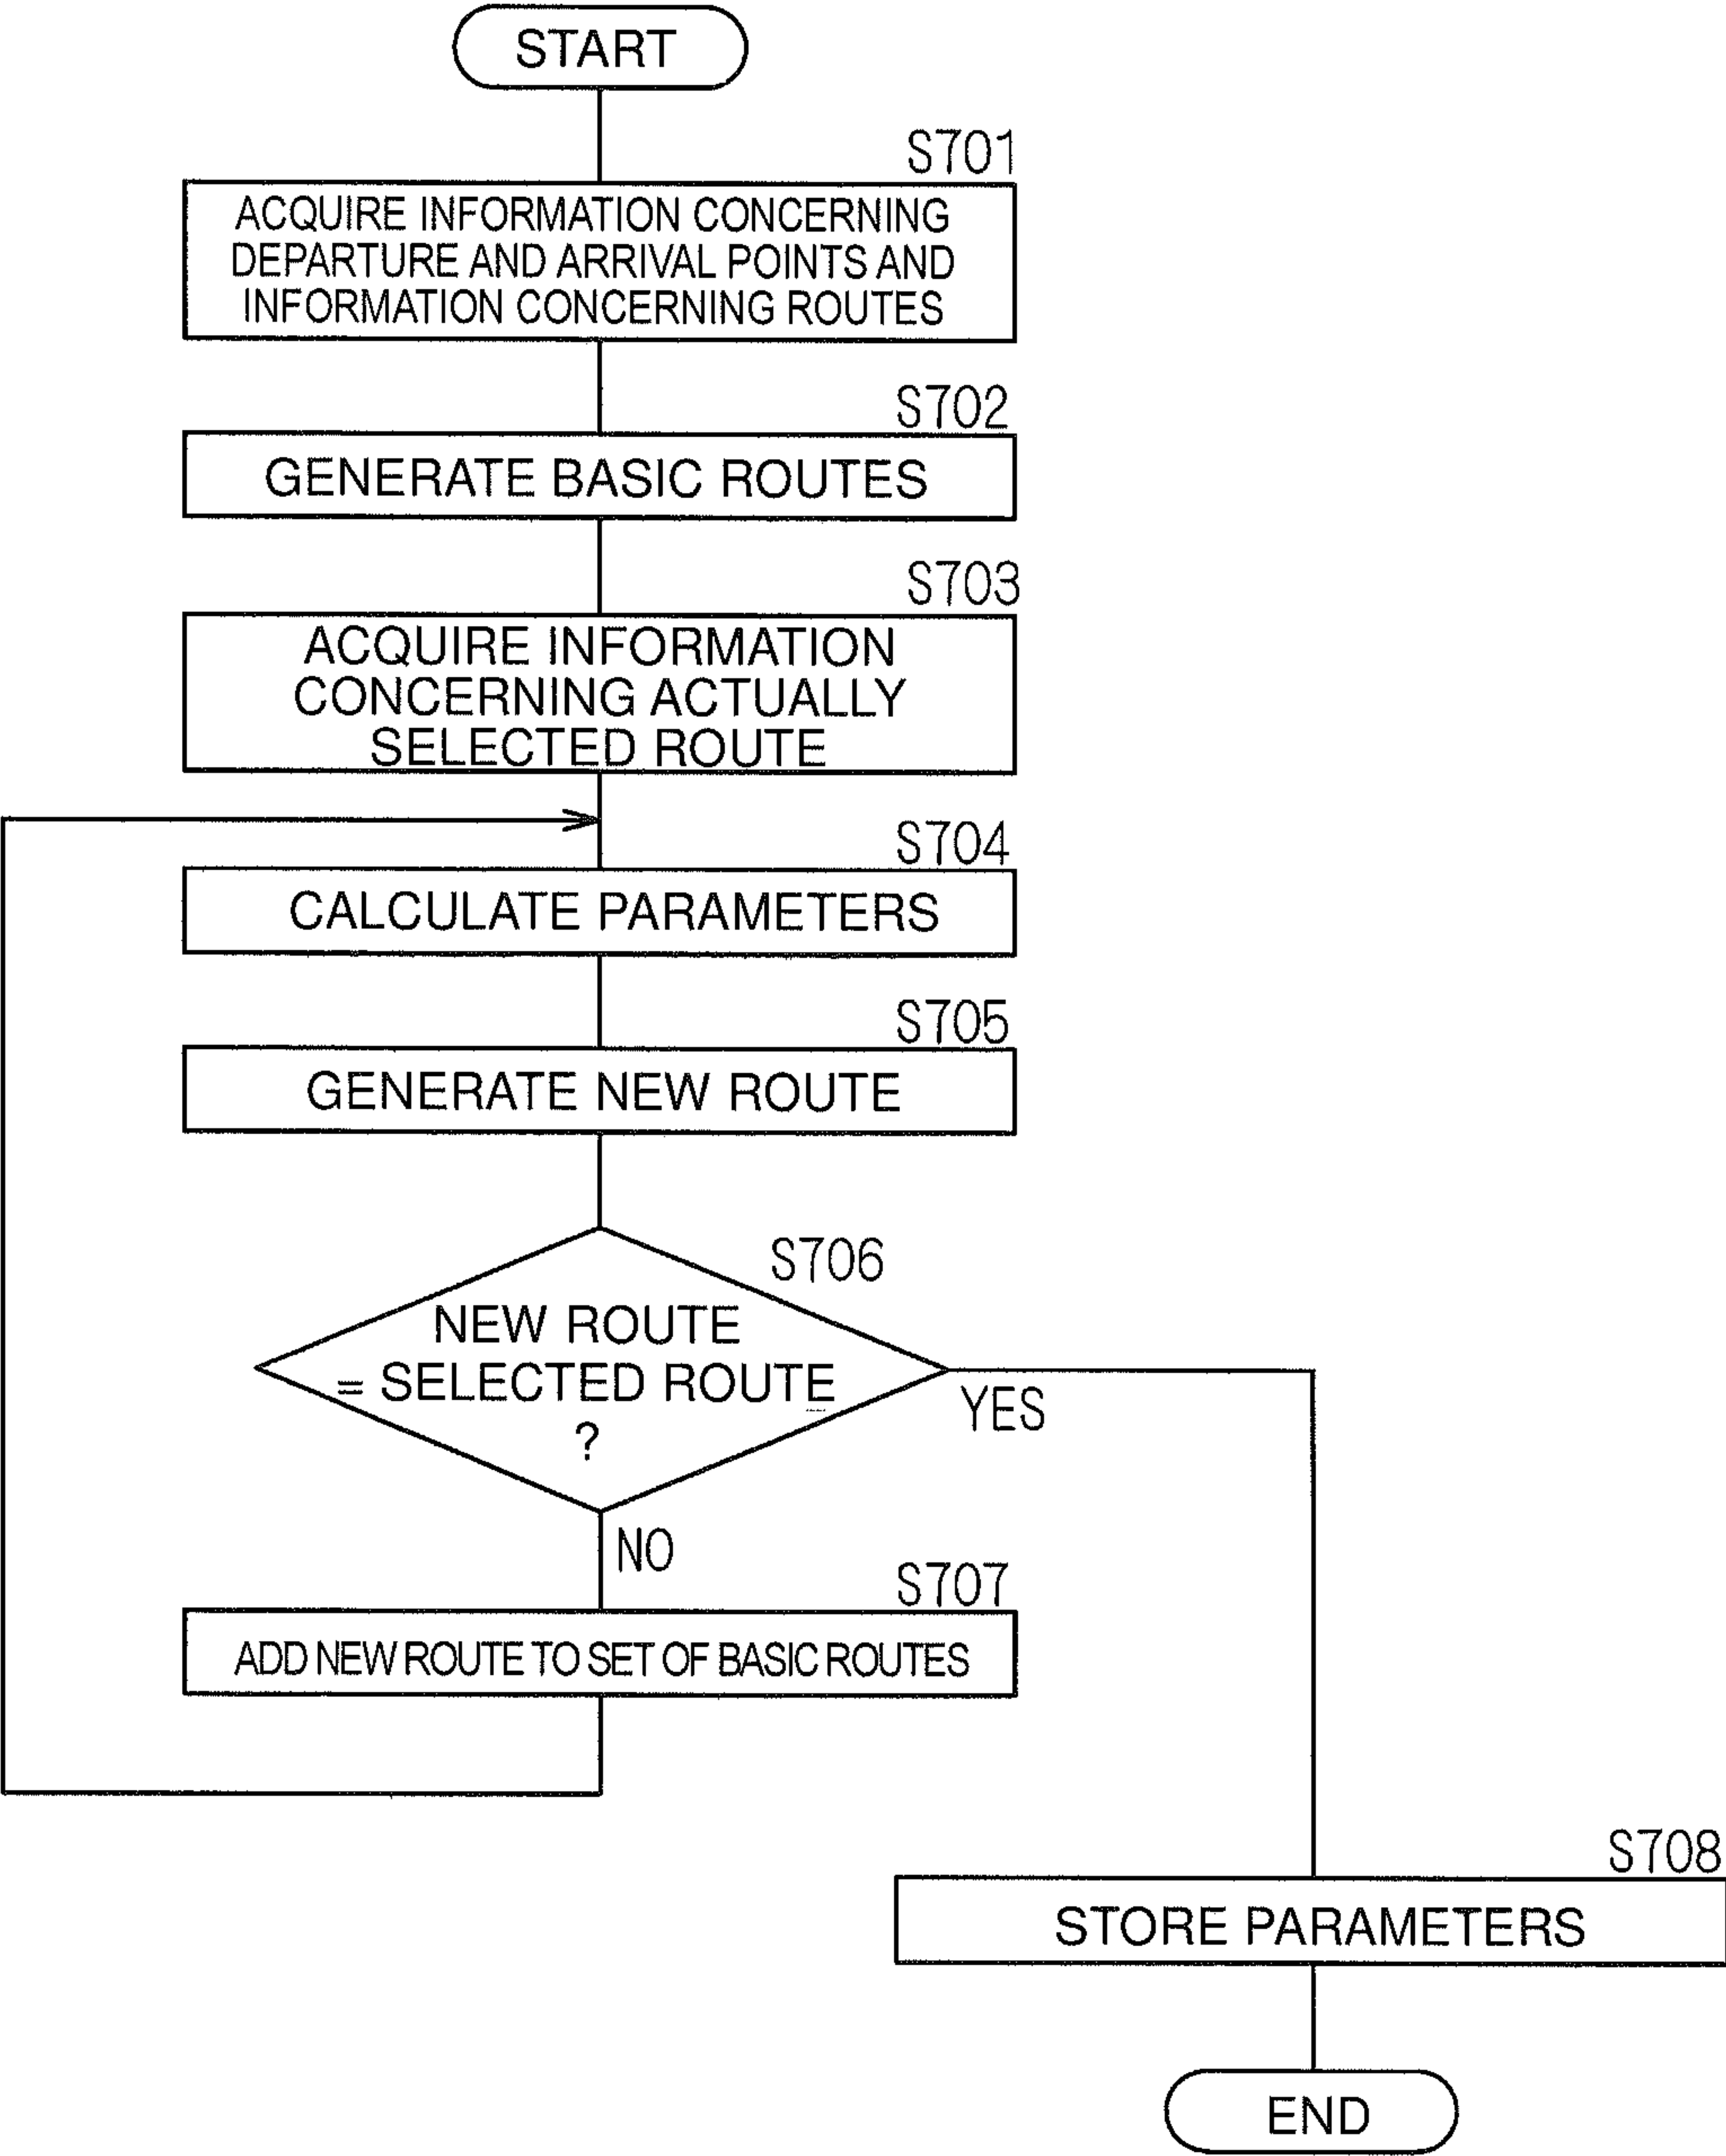 START
S701
ACQUIRE INFORMATION CONCERNING
DEPARTURE AND ARRIVAL POINTS AND
INFORMATION CONCERNING ROUTES
S702
GENERATE BASIC ROUTES
S703
ACQUIRE INFORMATION
CONCERNING ACTUALLY
SELECTED ROUTE
S704
CALCULATE PARAMETERS
S705
GENERATE NEW ROUTE
S706
NEW ROUTE
= SELECTED ROUTE
?
YES
NO
S707
ADD NEW ROUTE TO SET OF BASIC ROUTES
S708
STORE PARAMETERS
END